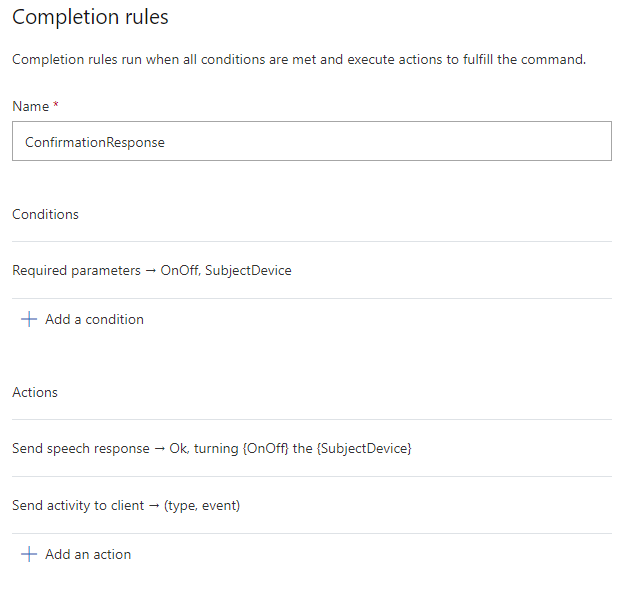 Completion rules
Completion rules run when all conditions are met and execute actions to fulfill the command.
Name *
ConfirmationResponse
Conditions
Required parameters → OnOff, SubjectDevice
Add a condition
Actions
Send speech response → Ok, turning {OnOff} the {SubjectDevice}
Send activity to client → (type, event)
Add an action